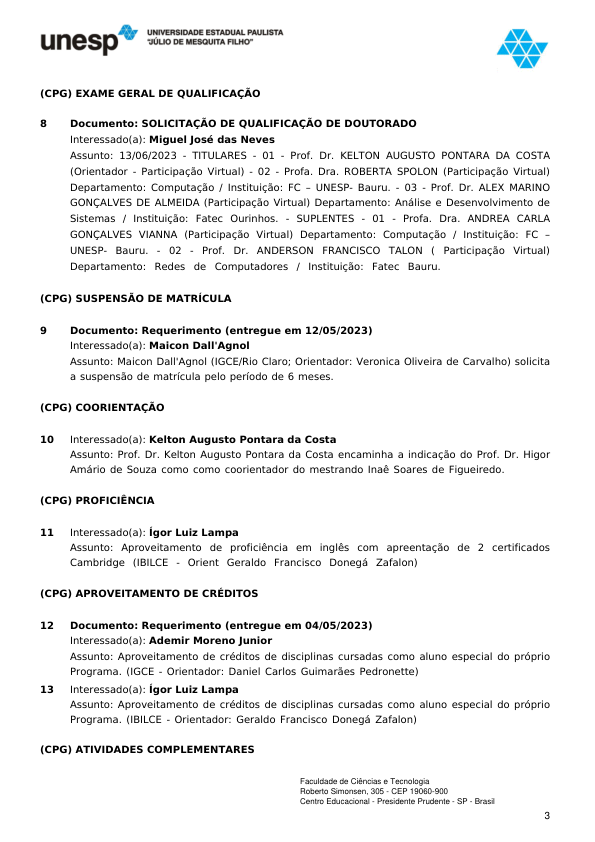 unesp
UNIVERSIDADE ESTADUAL PAULISTA
"JÚLIO DE MESQUITA FILHO"
(CPG) EXAME GERAL DE QUALIFICAÇÃO
8 Documento: SOLICITAÇÃO DE QUALIFICAÇÃO DE DOUTORADO
Interessado(a): Miguel José das Neves
Assunto: 13/06/2023 - TITULARES - 01 - Prof. Dr. KELTON AUGUSTO PONTARA DA COSTA
(Orientador - Participação Virtual) - 02 - Profa. Dra. ROBERTA SPOLON (Participação Virtual)
Departamento: Computação / Instituição: FC – UNESP- Bauru. - 03 - Prof. Dr. ALEX MARINO
GONÇALVES DE ALMEIDA (Participação Virtual) Departamento: Análise e Desenvolvimento de
Sistemas / Instituição: Fatec Ourinhos. - SUPLENTES - 01 - Profa. Dra. ANDREA CARLA
GONÇALVES VIANNA (Participação Virtual) Departamento: Computação / Instituição: FC –
UNESP- Bauru. - 02 - Prof. Dr. ANDERSON FRANCISCO TALON ( Participação Virtual)
Departamento: Redes de Computadores / Instituição: Fatec Bauru.
(CPG) SUSPENSÃO DE MATRÍCULA
9 Documento: Requerimento (entregue em 12/05/2023)
Interessado(a): Maicon Dall'Agnol
Assunto: Maicon Dall'Agnol (IGCE/Rio Claro; Orientador: Veronica Oliveira de Carvalho) solicita
a suspensão de matrícula pelo período de 6 meses.
(CPG) COORIENTAÇÃO
10 Interessado(a): Kelton Augusto Pontara da Costa
Assunto: Prof. Dr. Kelton Augusto Pontara da Costa encaminha a indicação do Prof. Dr. Higor
Amário de Souza como como coorientador do mestrando Inaê Soares de Figueiredo.
(CPG) PROFICIÊNCIA
11 Interessado(a): Ígor Luiz Lampa
Assunto: Aproveitamento de proficiência em inglês com apreentação de 2 certificados
Cambridge (IBILCE - Orient Geraldo Francisco Donegá Zafalon)
(CPG) APROVEITAMENTO DE CRÉDITOS
12 Documento: Requerimento (entregue em 04/05/2023)
Interessado(a): Ademir Moreno Junior
Assunto: Aproveitamento de créditos de disciplinas cursadas como aluno especial do próprio
Programa. (IGCE - Orientador: Daniel Carlos Guimarães Pedronette)
13 Interessado(a): Ígor Luiz Lampa
Assunto: Aproveitamento de créditos de disciplinas cursadas como aluno especial do próprio
Programa. (IBILCE - Orientador: Geraldo Francisco Donegá Zafalon)
(CPG) ATIVIDADES COMPLEMENTARES
Faculdade de Ciências e Tecnologia
Roberto Simonsen, 305 - CEP 19060-900
Centro Educacional - Presidente Prudente - SP - Brasil
3